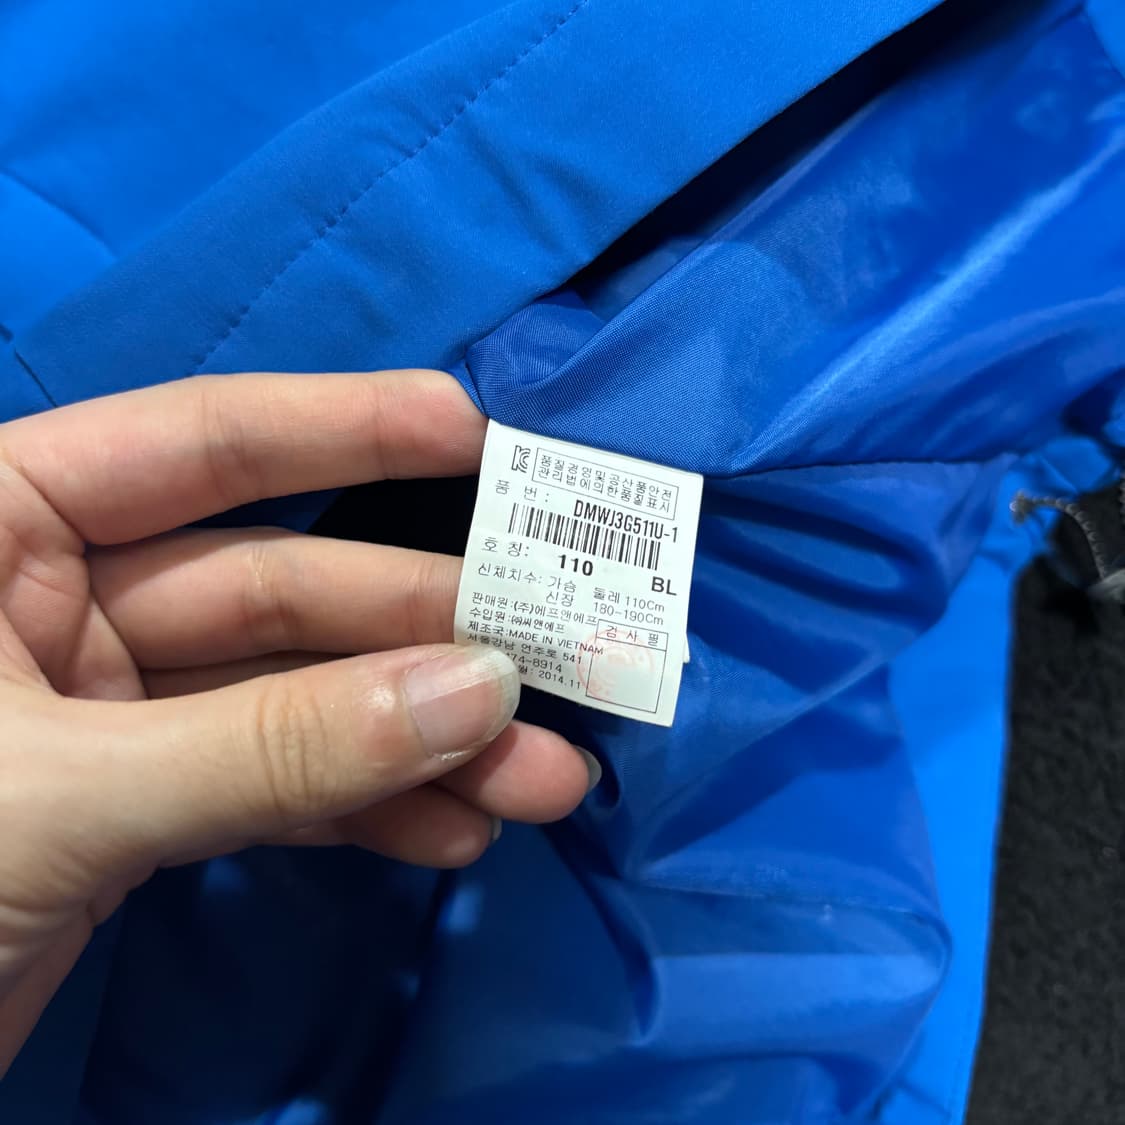 KC 품질경영및공산품안전
관리법에의한품질표시
품 번 : DMWJ3G511U-1
호 칭: 110 BL
신체치수: 가슴 둘레 110Cm
신장 180-190Cm
판매원:(주)에프앤에프
수입원:㈜씨앤에프
제조국:MADE IN VIETNAM
서울강남 언주로 541
74-8914
월: 2014.11
검 사 필